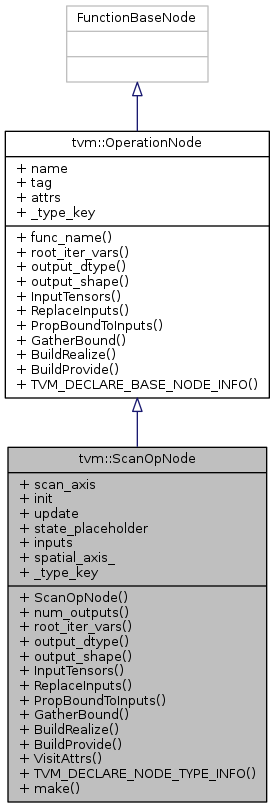 FunctionBaseNode
tvm::OperationNode
+ name
+ tag
+ attrs
+ _type_key
+ func_name()
+ root_iter_vars()
+ output_dtype()
+ output_shape()
+ InputTensors()
+ ReplaceInputs()
+ PropBoundToInputs()
+ GatherBound()
+ BuildRealize()
+ BuildProvide()
+ TVM_DECLARE_BASE_NODE_INFO()
tvm::ScanOpNode
+ scan_axis
+ init
+ update
+ state_placeholder
+ inputs
+ spatial_axis_
+ _type_key
+ ScanOpNode()
+ num_outputs()
+ root_iter_vars()
+ output_dtype()
+ output_shape()
+ InputTensors()
+ ReplaceInputs()
+ PropBoundToInputs()
+ GatherBound()
+ BuildRealize()
+ BuildProvide()
+ VisitAttrs()
+ TVM_DECLARE_NODE_TYPE_INFO()
+ make()